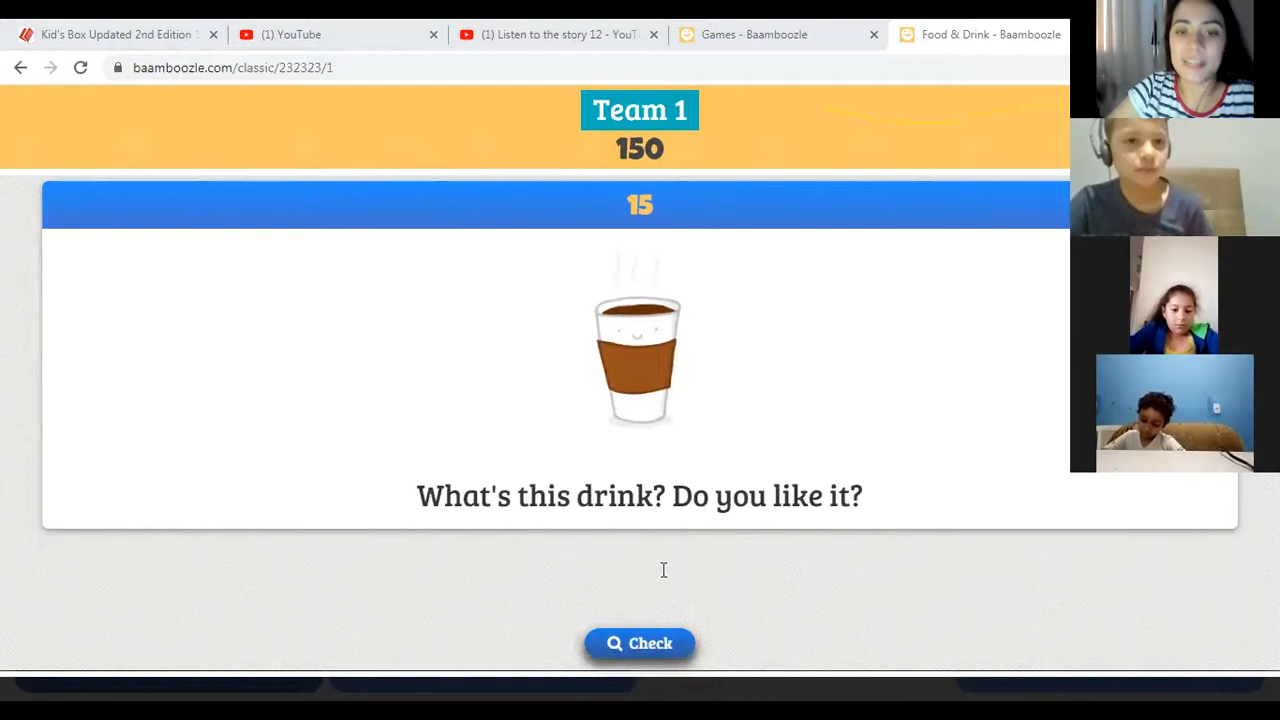 Kid's Box Updated 2nd Edition 1
(1) YouTube
(1) Listen to the story 12 - YouT
Games - Baamboozle
Food & Drink - Baamboozle
baamboozle.com/classic/232323/1
Team 1
150
15
What's this drink? Do you like it?
Check